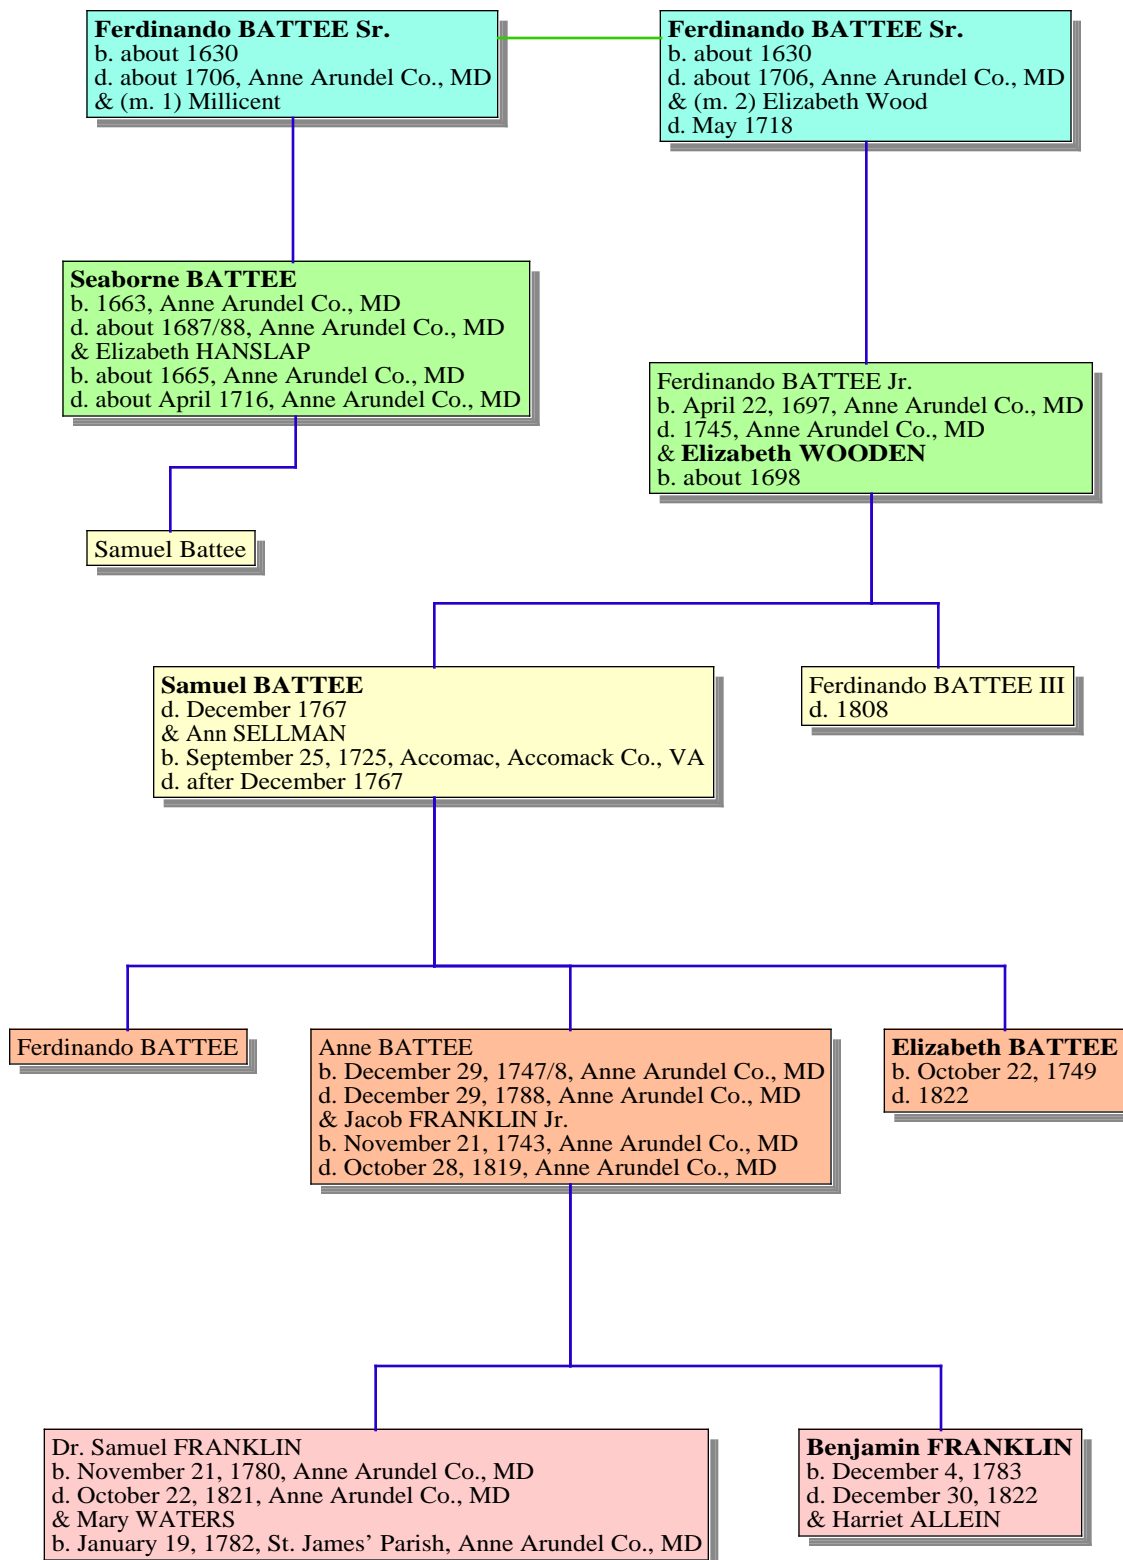 Ferdinando BATTEE Sr.
b. about 1630
d. about 1706, Anne Arundel Co., MD
& (m. 1) Millicent
Ferdinando BATTEE Sr.
b. about 1630
d. about 1706, Anne Arundel Co., MD
& (m. 2) Elizabeth Wood
d. May 1718
Seaborne BATTEE
b. 1663, Anne Arundel Co., MD
d. about 1687/88, Anne Arundel Co., MD
& Elizabeth HANSLAP
b. about 1665, Anne Arundel Co., MD
d. about April 1716, Anne Arundel Co., MD
Ferdinando BATTEE Jr.
b. April 22, 1697, Anne Arundel Co., MD
d. 1745, Anne Arundel Co., MD
& Elizabeth WOODEN
b. about 1698
Samuel Battee
Samuel BATTEE
d. December 1767
& Ann SELLMAN
b. September 25, 1725, Accomac, Accomack Co., VA
d. after December 1767
Ferdinando BATTEE III
d. 1808
Ferdinando BATTEE
Anne BATTEE
b. December 29, 1747/8, Anne Arundel Co., MD
d. December 29, 1788, Anne Arundel Co., MD
& Jacob FRANKLIN Jr.
b. November 21, 1743, Anne Arundel Co., MD
d. October 28, 1819, Anne Arundel Co., MD
Elizabeth BATTEE
b. October 22, 1749
d. 1822
Dr. Samuel FRANKLIN
b. November 21, 1780, Anne Arundel Co., MD
d. October 22, 1821, Anne Arundel Co., MD
& Mary WATERS
b. January 19, 1782, St. James’ Parish, Anne Arundel Co., MD
Benjamin FRANKLIN
b. December 4, 1783
d. December 30, 1822
& Harriet ALLEIN